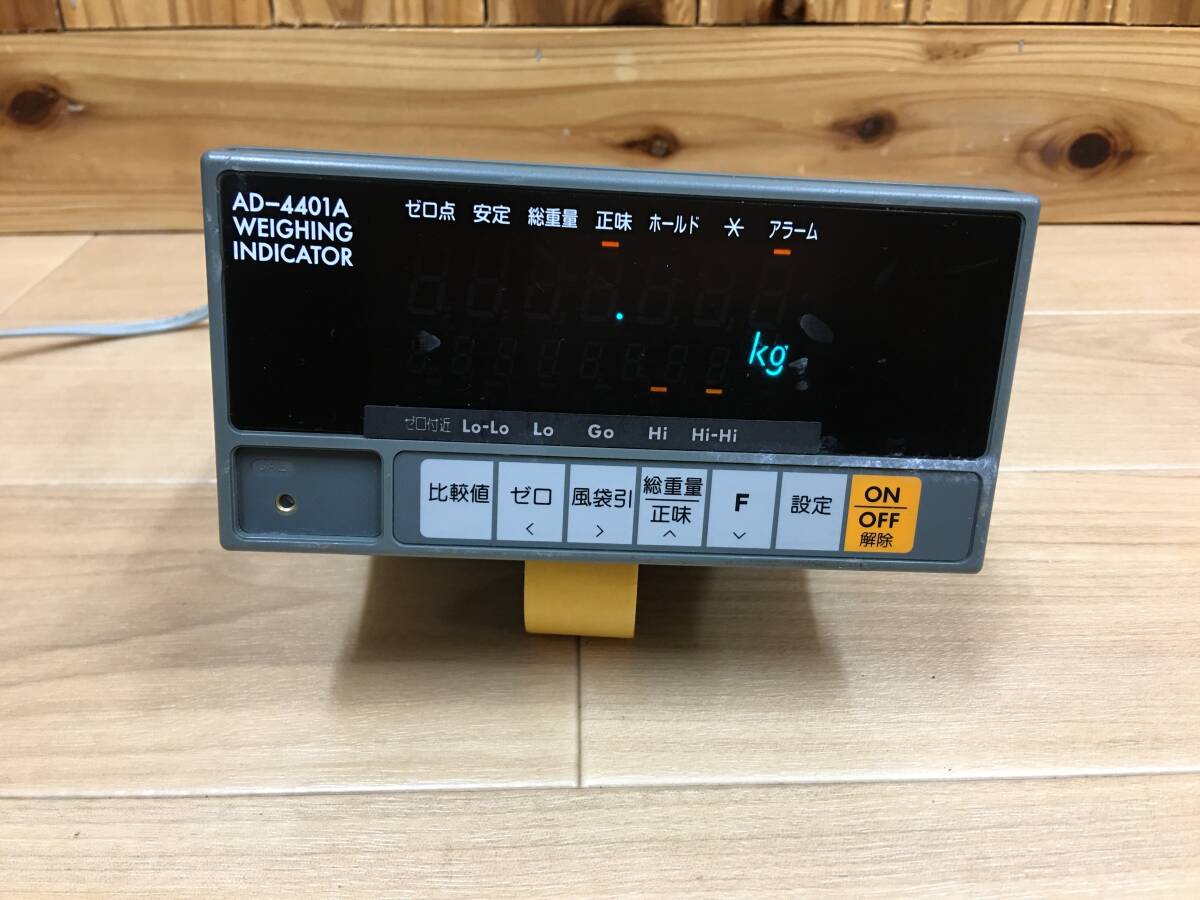 AD-4401A
WEIGHING
INDICATOR
ゼロ点 安定 総重量 正味 ホールド ＊ アラーム
kg
ゼロ付近 Lo-Lo Lo Go Hi Hi-Hi
CAL
比較値
ゼロ
<
風袋引
>
総重量
正味
^
F
v
設定
ON
OFF
解除